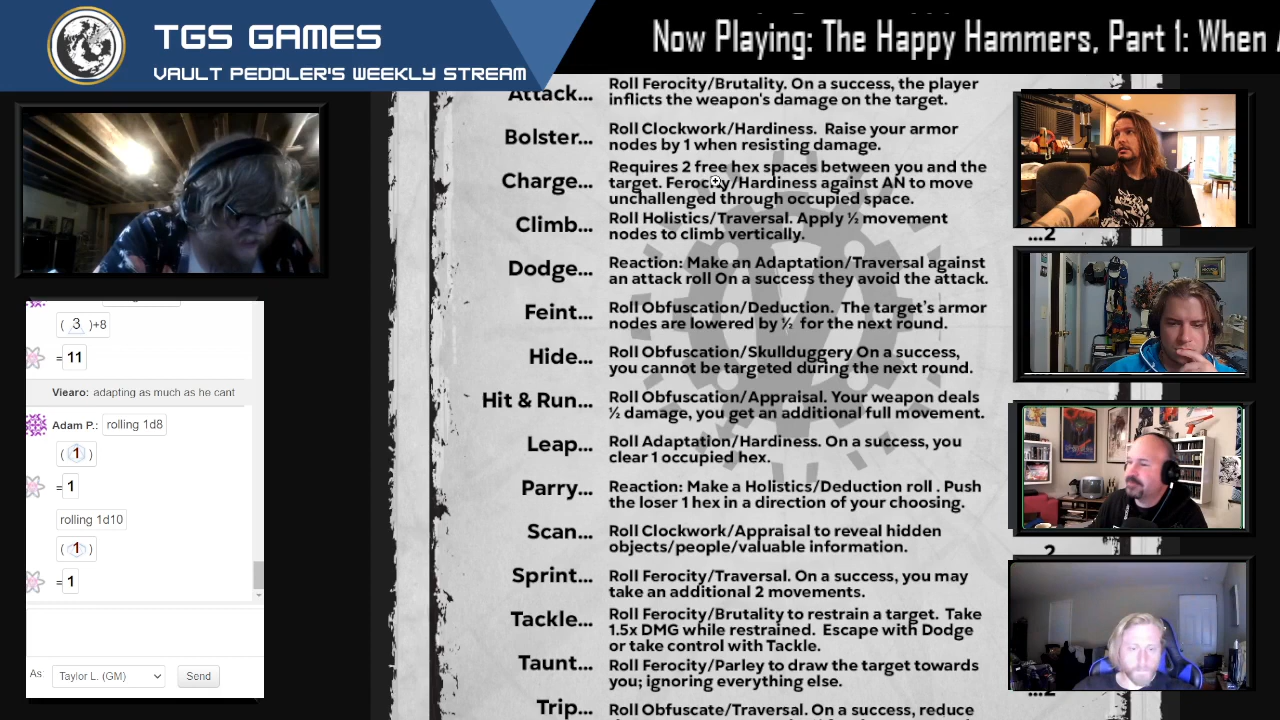 TGS GAMES
VAULT PEDDLER'S WEEKLY STREAM
Now Playing: The Happy Hammers, Part 1: When
Attack...
Roll Ferocity/Brutality. On a success, the player
inflicts the weapon's damage on the target.
Bolster...
Roll Clockwork/Hardiness. Raise your armor
nodes by 1 when resisting damage.
Charge...
Requires 2 free hex spaces between you and the
target. Ferocity/Hardiness against AN to move
unchallenged through occupied space.
Climb...
Roll Holistics/Traversal. Apply ½ movement
nodes to climb vertically.
Dodge...
Reaction: Make an Adaptation/Traversal against
an attack roll On a success they avoid the attack.
Feint...
Roll Obfuscation/Deduction. The target's armor
nodes are lowered by ½ for the next round.
Hide...
Roll Obfuscation/Skullduggery On a success,
you cannot be targeted during the next round.
Hit & Run...
Roll Obfuscation/Appraisal. Your weapon deals
½ damage, you get an additional full movement.
Leap...
Roll Adaptation/Hardiness. On a success, you
clear 1 occupied hex.
Parry...
Reaction: Make a Holistics/Deduction roll . Push
the loser 1 hex in a direction of your choosing.
Scan...
Roll Clockwork/Appraisal to reveal hidden
objects/people/valuable information.
Sprint...
Roll Ferocity/Traversal. On a success, you may
take an additional 2 movements.
Tackle...
Roll Ferocity/Brutality to restrain a target. Take
1.5x DMG while restrained. Escape with Dodge
or take control with Tackle.
Taunt...
Roll Ferocity/Parley to draw the target towards
you; ignoring everything else.
Trip...
Roll Obfuscate/Traversal. On a success, reduce
...2
2
...2
( 3 )+8
= 11
Viearo: adapting as much as he cant
Adam P.: rolling 1d8
( 1 )
= 1
rolling 1d10
( 1 )
= 1
As: Taylor L. (GM) Send